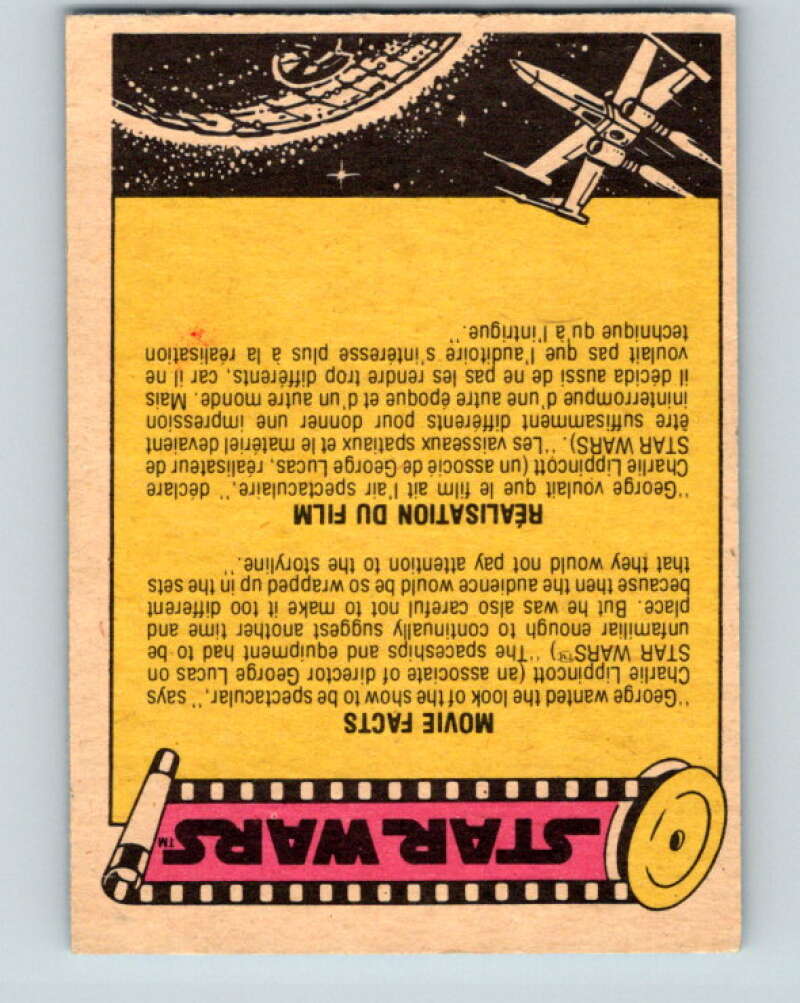 STAR WARS™
MOVIE FACTS
"George wanted the look of the show to be spectacular," says
Charlie Lippincott (an associate of director George Lucas on
STAR WARS™) "The spaceships and equipment had to be
unfamiliar enough to continually suggest another time and
place. But he was also careful not to make it too different
because then the audience would be so wrapped up in the sets
that they would not pay attention to the storyline."
RÉALISATION DU FILM
"George voulait que le film ait l'air spectaculaire," déclare
Charlie Lippincott (un associé de George Lucas, réalisateur de
STAR WARS). "Les vaisseaux spatiaux et le matériel devaient
être suffisamment différents pour donner une impression
ininterrompue d'une autre époque et d'un autre monde. Mais
il décida aussi de ne pas les rendre trop différents, car il ne
voulait pas que l'auditoire s'intéresse plus à la réalisation
technique qu'à l'intrigue."